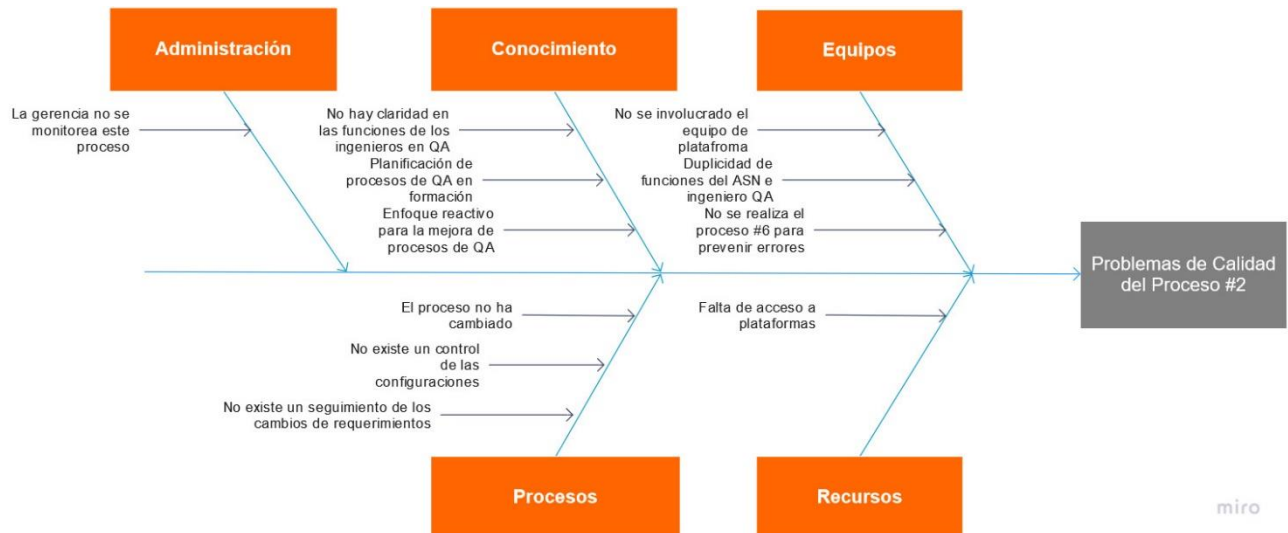 Administración
Conocimiento
Equipos
La gerencia no se
monitorea este
proceso
No hay claridad en
las funciones de los
ingenieros en QA
Planificación de
procesos de QA en
formación
Enfoque reactivo
para la mejora de
procesos de QA
No se involucrado el
equipo de
platafroma
Duplicidad de
funciones del ASN e
ingeniero QA
No se realiza el
proceso #6 para
prevenir errores
Problemas de Calidad
del Proceso #2
El proceso no ha
cambiado
No existe un control
de las
configuraciones
No existe un seguimiento de los
cambios de requerimientos
Falta de acceso a
plataformas
Procesos
Recursos
miro